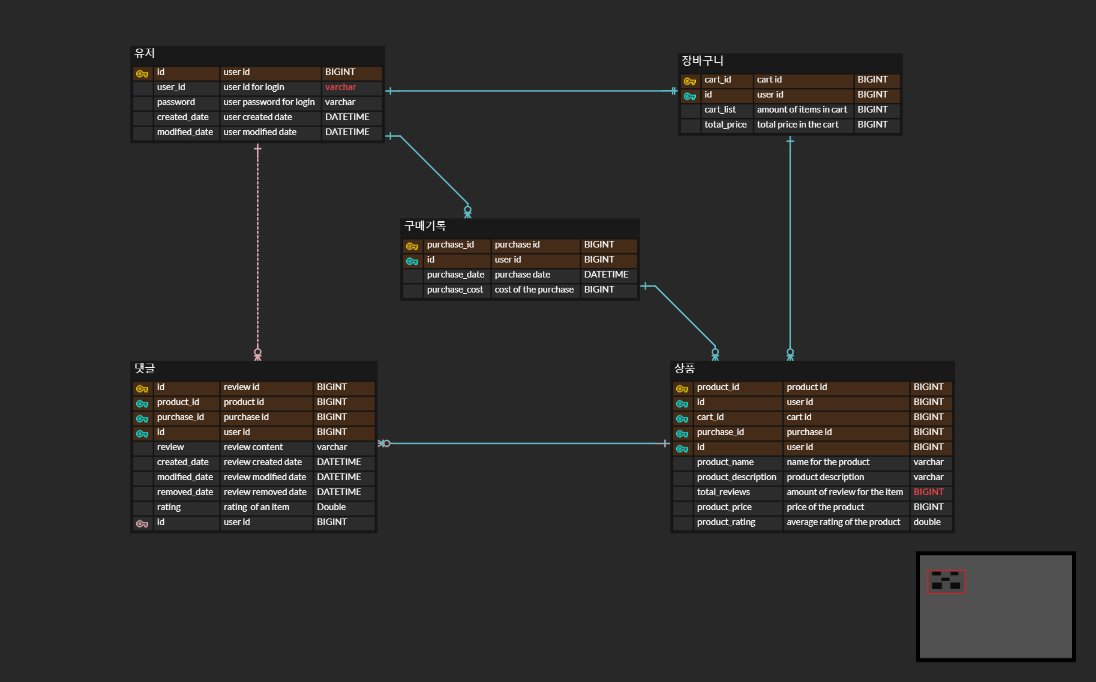 유저
id user id BIGINT
user_id user id for login varchar
password user password for login varchar
created_date user created date DATETIME
modified_date user modified date DATETIME
장바구니
cart_id cart id BIGINT
id user id BIGINT
cart_list amount of items in cart BIGINT
total_price total price in the cart BIGINT
구매기록
purchase_id purchase id BIGINT
id user id BIGINT
purchase_date purchase date DATETIME
purchase_cost cost of the purchase BIGINT
댓글
id review id BIGINT
product_id product id BIGINT
purchase_id purchase id BIGINT
id user id BIGINT
review review content varchar
created_date review created date DATETIME
modified_date review modified date DATETIME
removed_date review removed date DATETIME
rating rating of an item Double
id user id BIGINT
상품
product_id product id BIGINT
id user id BIGINT
cart_id cart id BIGINT
purchase_id purchase id BIGINT
id user id BIGINT
product_name name for the product varchar
product_description product description varchar
total_reviews amount of review for the item BIGINT
product_price price of the product BIGINT
product_rating average rating of the product double